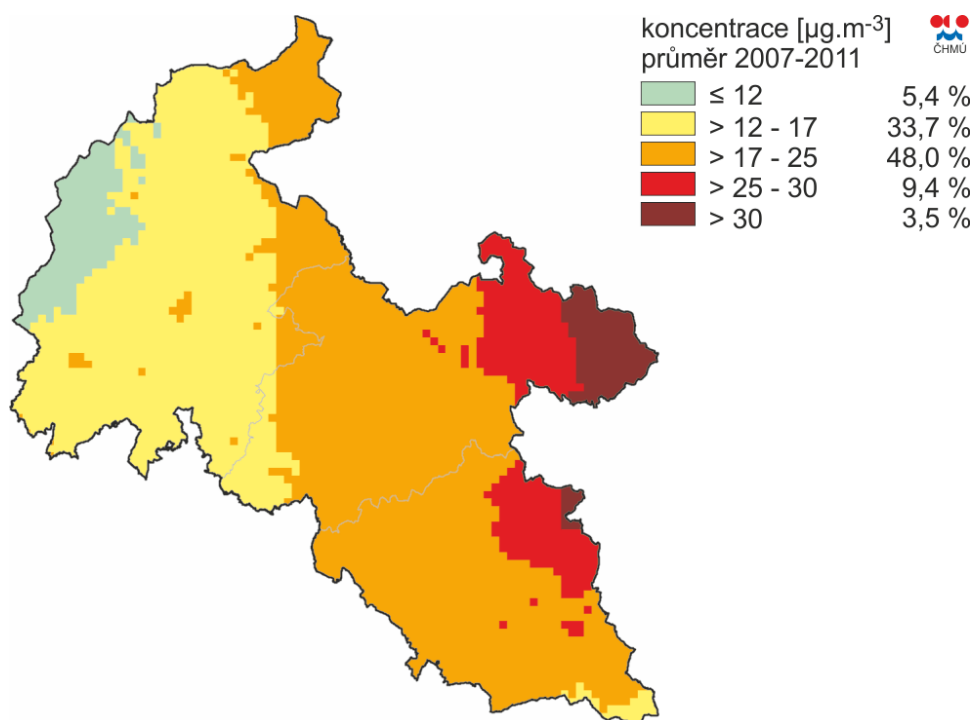 koncentrace [µg.m-3]
průměr 2007-2011
ČHMÚ
≤ 12 5,4 %
> 12 - 17 33,7 %
> 17 - 25 48,0 %
> 25 - 30 9,4 %
> 30 3,5 %